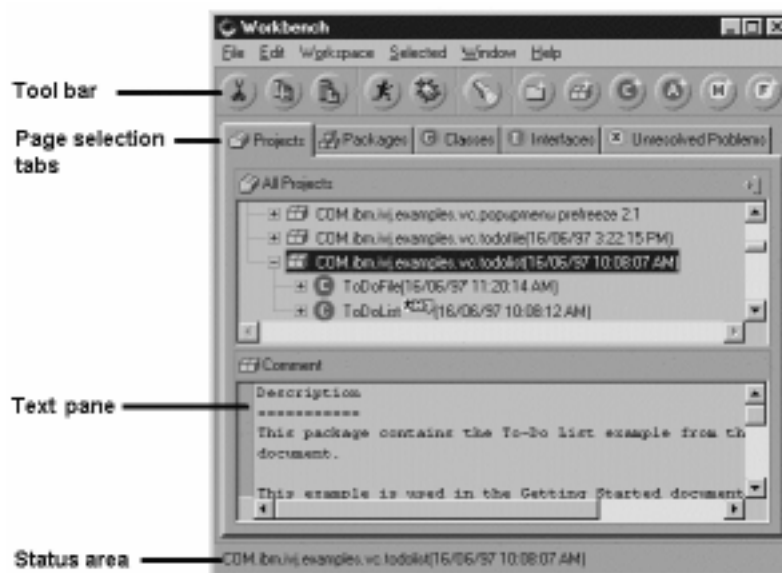 Workbench
File Edit Workspace Selected Window Help
Tool bar
Page selection tabs
Projects Packages Classes Interfaces Unresolved Problems
All Projects
COM.ibm.ivj.examples.vc.popupmenu prefreeze 2.1
COM.ibm.ivj.examples.vc.todofile(16/06/97 3:22:15 PM)
COM.ibm.ivj.examples.vc.todolist(16/06/97 10:08:07 AM)
ToDoFile(16/06/97 11:20:14 AM)
ToDoList (16/06/97 10:08:12 AM)
Comment
Text pane
Description
===========
This package contains the To-Do List example from th
document.
This example is used in the Getting Started document
Status area
COM.ibm.ivj.examples.vc.todolist(16/06/97 10:08:07 AM)